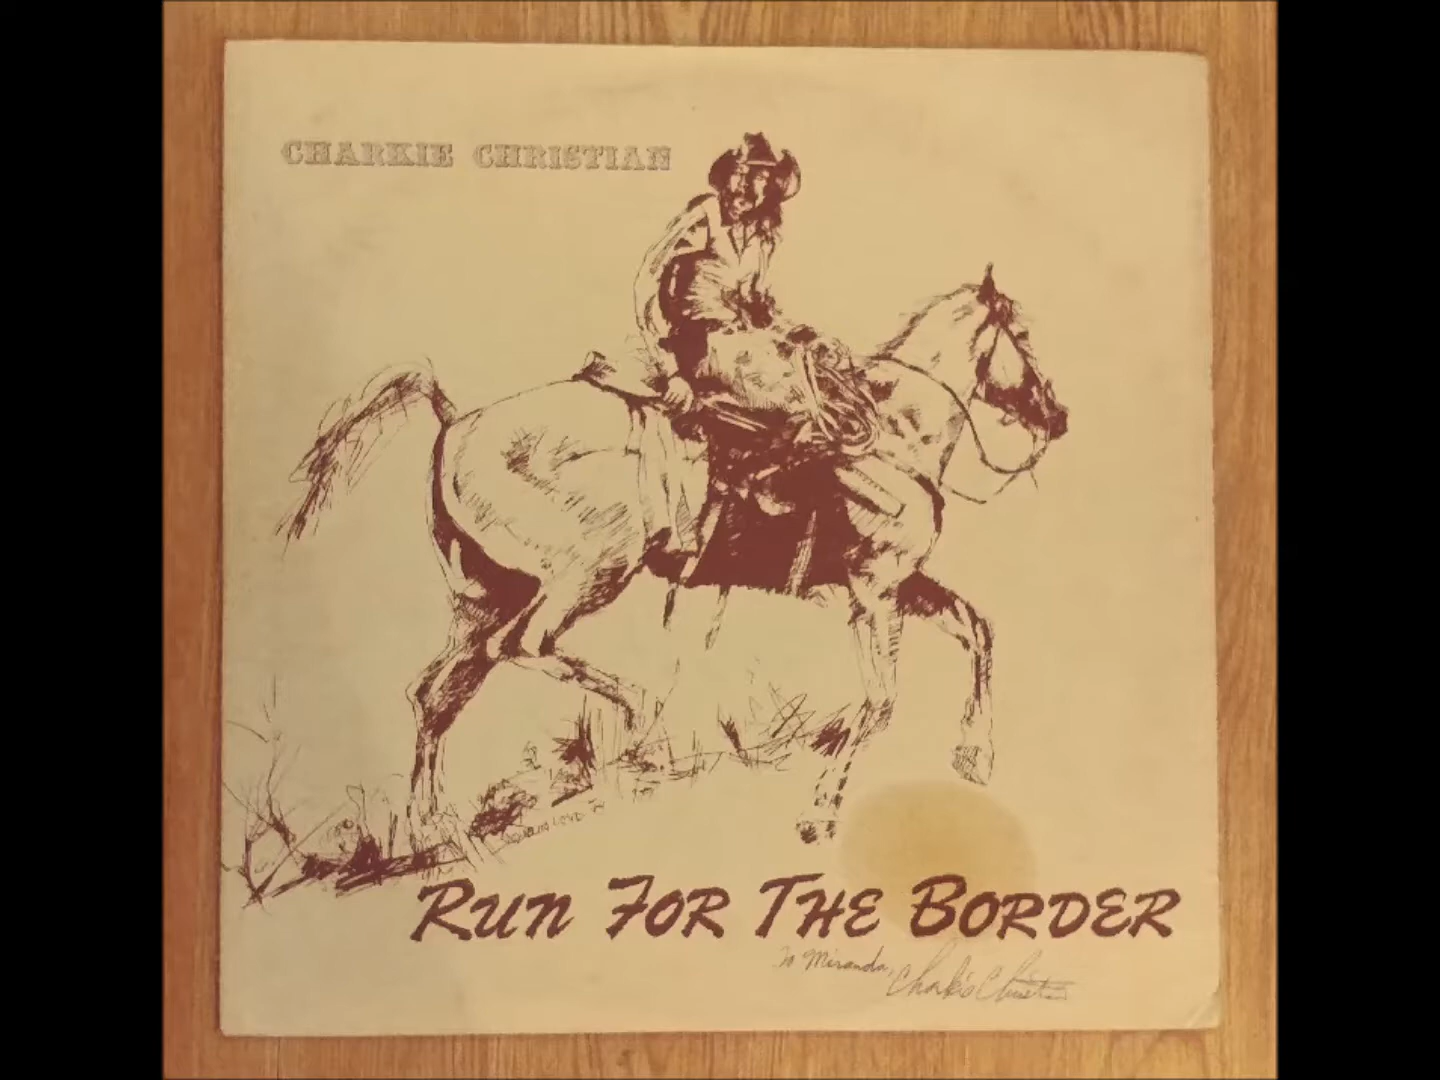 CHARKIE CHRISTIAN
RUN FOR THE BORDER
To Miranda,
Charkie Christian